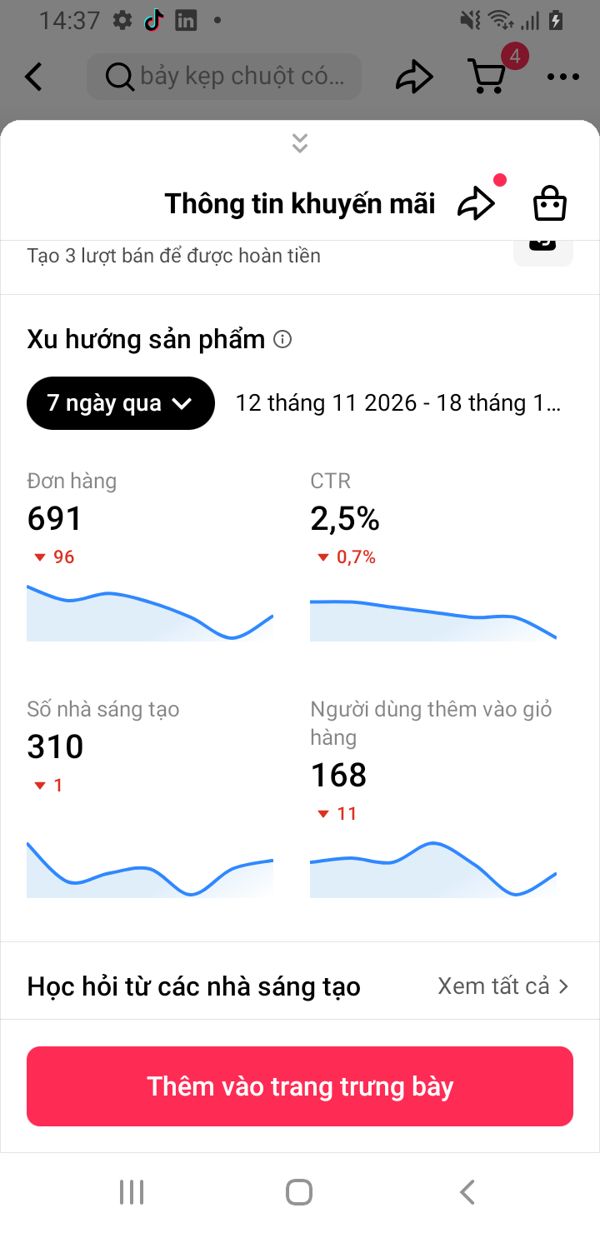 14:37
bảy kẹp chuột có...
4
Thông tin khuyến mãi
Tạo 3 lượt bán để được hoàn tiền
Xu hướng sản phẩm
7 ngày qua
12 tháng 11 2026 - 18 tháng 1...
Đơn hàng
CTR
691
2,5%
96
0,7%
Số nhà sáng tạo
Người dùng thêm vào giỏ
hàng
310
168
1
11
Học hỏi từ các nhà sáng tạo
Xem tất cả
Thêm vào trang trưng bày